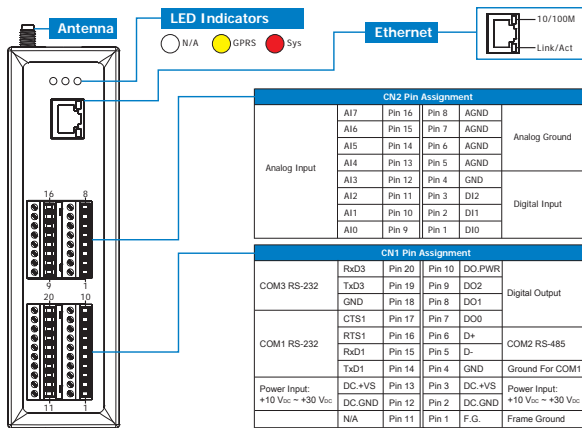 Antenna
LED Indicators
N/A GPRS Sys
Ethernet
10/100M
Link/Act
16 8
9 1
20 10
11 1
CN2 Pin Assignment
Analog Input
AI7 Pin 16 Pin 8 AGND
AI6 Pin 15 Pin 7 AGND
AI5 Pin 14 Pin 6 AGND
AI4 Pin 13 Pin 5 AGND
Analog Ground
AI3 Pin 12 Pin 4 GND
AI2 Pin 11 Pin 3 DI2
AI1 Pin 10 Pin 2 DI1
AI0 Pin 9 Pin 1 DI0
Digital Input
CN1 Pin Assignment
COM3 RS-232
RxD3 Pin 20 Pin 10 DO.PWR
TxD3 Pin 19 Pin 9 DO2
GND Pin 18 Pin 8 DO1
CTS1 Pin 17 Pin 7 DO0
Digital Output
COM1 RS-232
RTS1 Pin 16 Pin 6 D+
RxD1 Pin 15 Pin 5 D-
COM2 RS-485
TxD1 Pin 14 Pin 4 GND Ground For COM1
Power Input:
+10 VDC ~ +30 VDC
DC.+VS Pin 13 Pin 3 DC.+VS
DC.GND Pin 12 Pin 2 DC.GND
Power Input:
+10 VDC ~ +30 VDC
N/A Pin 11 Pin 1 F.G. Frame Ground